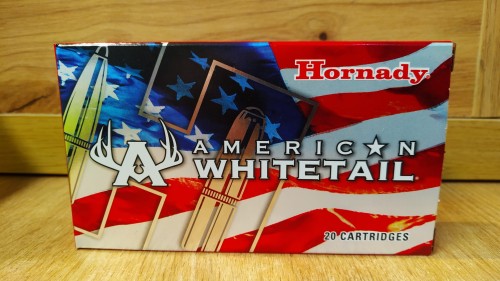 Hornady
AMERICAN
WHITETAIL
20 CARTRIDGES